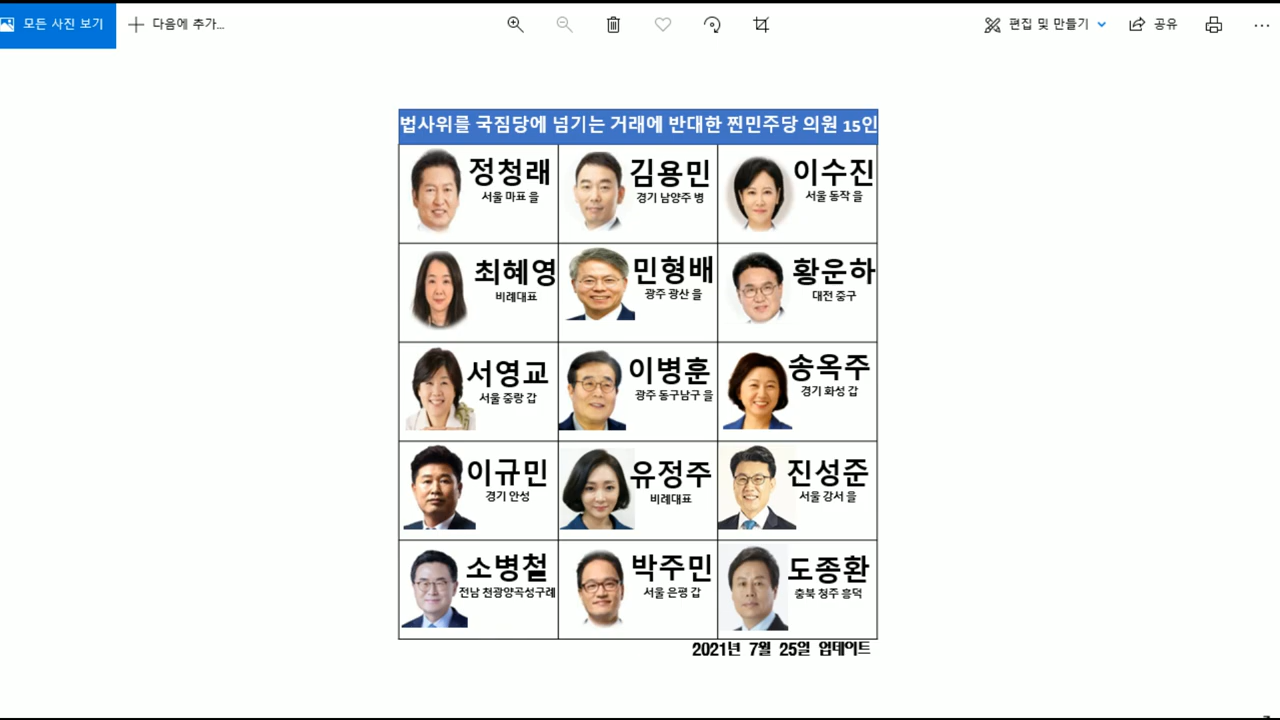 모든 사진 보기
다음에 추가...
편집 및 만들기
공유
법사위를 국짐당에 넘기는 거래에 반대한 찐민주당 의원 15인
정청래
서울 마표 을
김용민
경기 남양주 병
이수진
서울 동작 을
최혜영
비례대표
민형배
광주 광산 을
황운하
대전 중구
서영교
서울 중랑 갑
이병훈
광주 동구남구 을
송옥주
경기 화성 갑
이규민
경기 안성
유정주
비례대표
진성준
서울 강서 을
소병철
전남 천광양곡성구례
박주민
서울 은평 갑
도종환
충북 청주 흥덕
2021년 7월 25일 업데이트